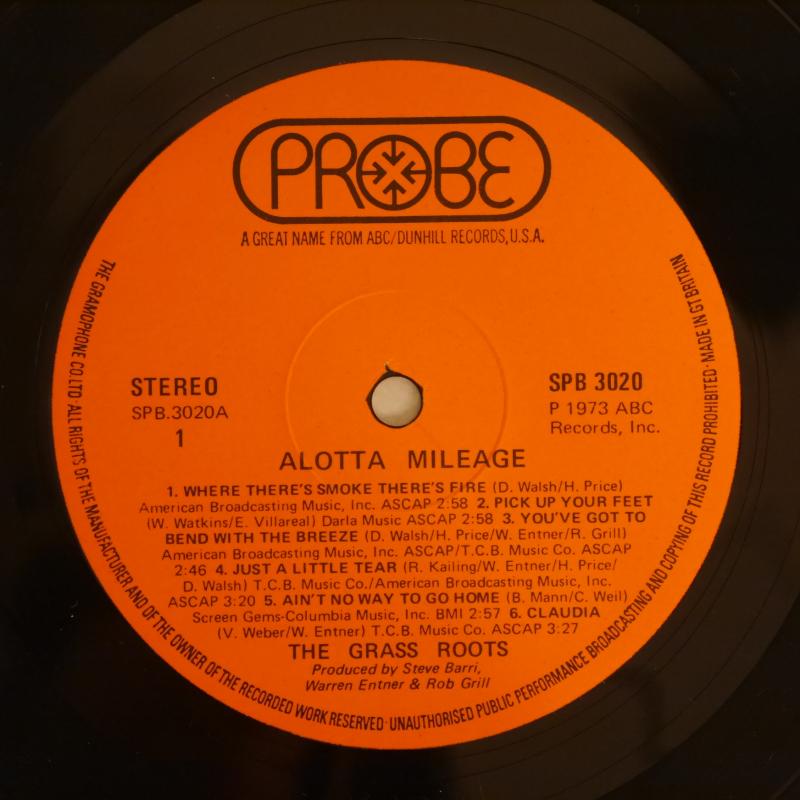 PROBE
A GREAT NAME FROM ABC/DUNHILL RECORDS, U.S.A.
STEREO
SPB.3020A
1
SPB 3020
P 1973 ABC
Records, Inc.
ALOTTA MILEAGE
1. WHERE THERE'S SMOKE THERE'S FIRE (D. Walsh/H. Price)
American Broadcasting Music, Inc. ASCAP 2:58 2. PICK UP YOUR FEET
(W. Watkins/E. Villareal) Darla Music ASCAP 2:58 3. YOU'VE GOT TO
BEND WITH THE BREEZE (D. Walsh/H. Price/W. Entner/R. Grill)
American Broadcasting Music, Inc. ASCAP/T.C.B. Music Co. ASCAP
2:46 4. JUST A LITTLE TEAR (R. Kailing/W. Entner/H. Price/
D. Walsh) T.C.B. Music Co./American Broadcasting Music, Inc.
ASCAP 3:20 5. AIN'T NO WAY TO GO HOME (B. Mann/C. Weil)
Screen Gems-Columbia Music, Inc. BMI 2:57 6. CLAUDIA
(V. Weber/W. Entner) T.C.B. Music Co. ASCAP 3:27
THE GRASS ROOTS
Produced by Steve Barri,
Warren Entner & Rob Grill
THE GRAMOPHONE CO. LTD · ALL RIGHTS OF THE MANUFACTURER AND OF THE OWNER OF THE RECORDED WORK RESERVED · UNAUTHORISED PUBLIC PERFORMANCE BROADCASTING AND COPYING OF THIS RECORD PROHIBITED · MADE IN GT BRITAIN